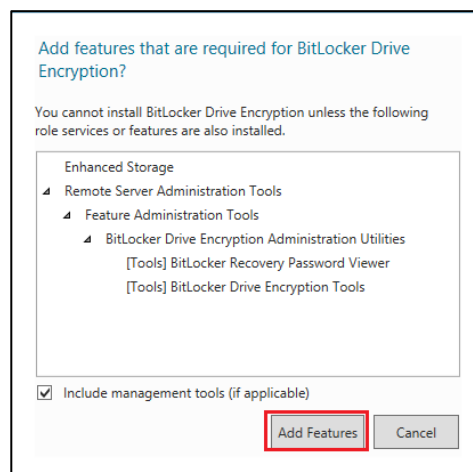 Add features that are required for BitLocker Drive
Encryption?
You cannot install BitLocker Drive Encryption unless the following
role services or features are also installed.
Enhanced Storage
Remote Server Administration Tools
Feature Administration Tools
BitLocker Drive Encryption Administration Utilities
[Tools] BitLocker Recovery Password Viewer
[Tools] BitLocker Drive Encryption Tools
Include management tools (if applicable)
Add Features
Cancel